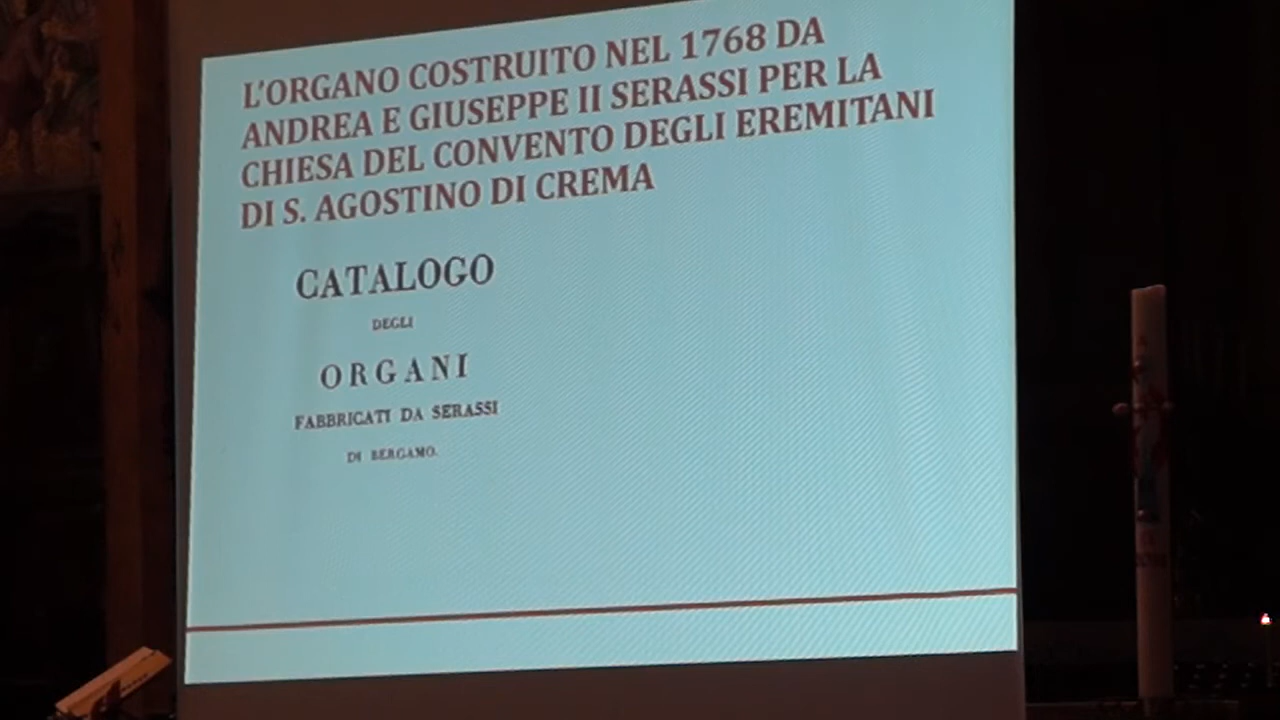 L'ORGANO COSTRUITO NEL 1768 DA
ANDREA E GIUSEPPE II SERASSI PER LA
CHIESA DEL CONVENTO DEGLI EREMITANI
DI S. AGOSTINO DI CREMA
CATALOGO
DEGLI
ORGANI
FABBRICATI DA SERASSI
DI BERGAMO.